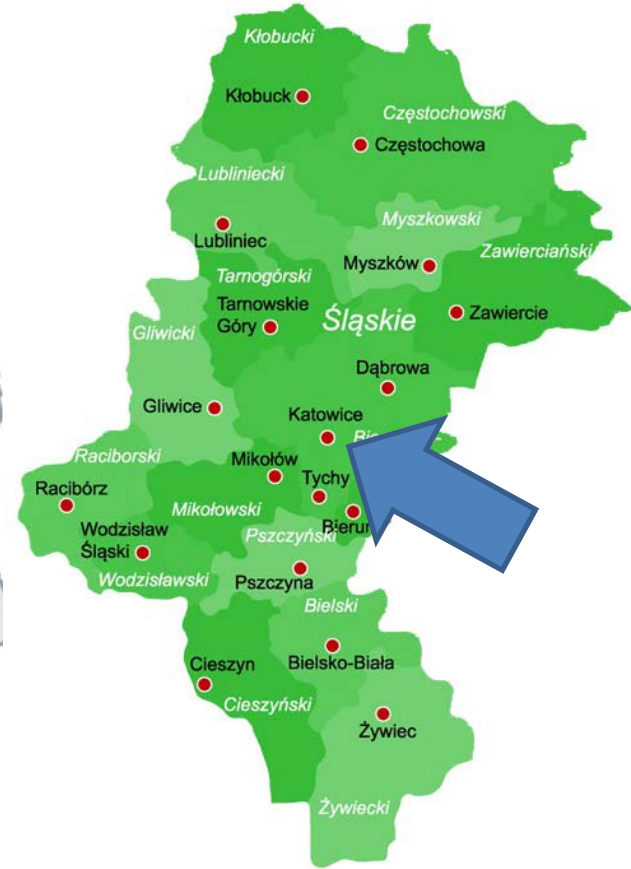 Kłobucki
Kłobuck
Częstochowski
Częstochowa
Lubliniecki
Lubliniec
Myszkowski
Myszków
Zawierciański
Tarnogórski
Tarnowskie
Góry
Śląskie
Zawiercie
Gliwicki
Dąbrowa
Gliwice
Katowice
Raciborski
Mikołów
Racibórz
Tychy
Mikołowski
Wodzisław
Śląski
Pszczyński
Wodzisławski
Pszczyna
Bielski
Cieszyn
Bielsko-Biała
Cieszyński
Żywiec
Żywiecki